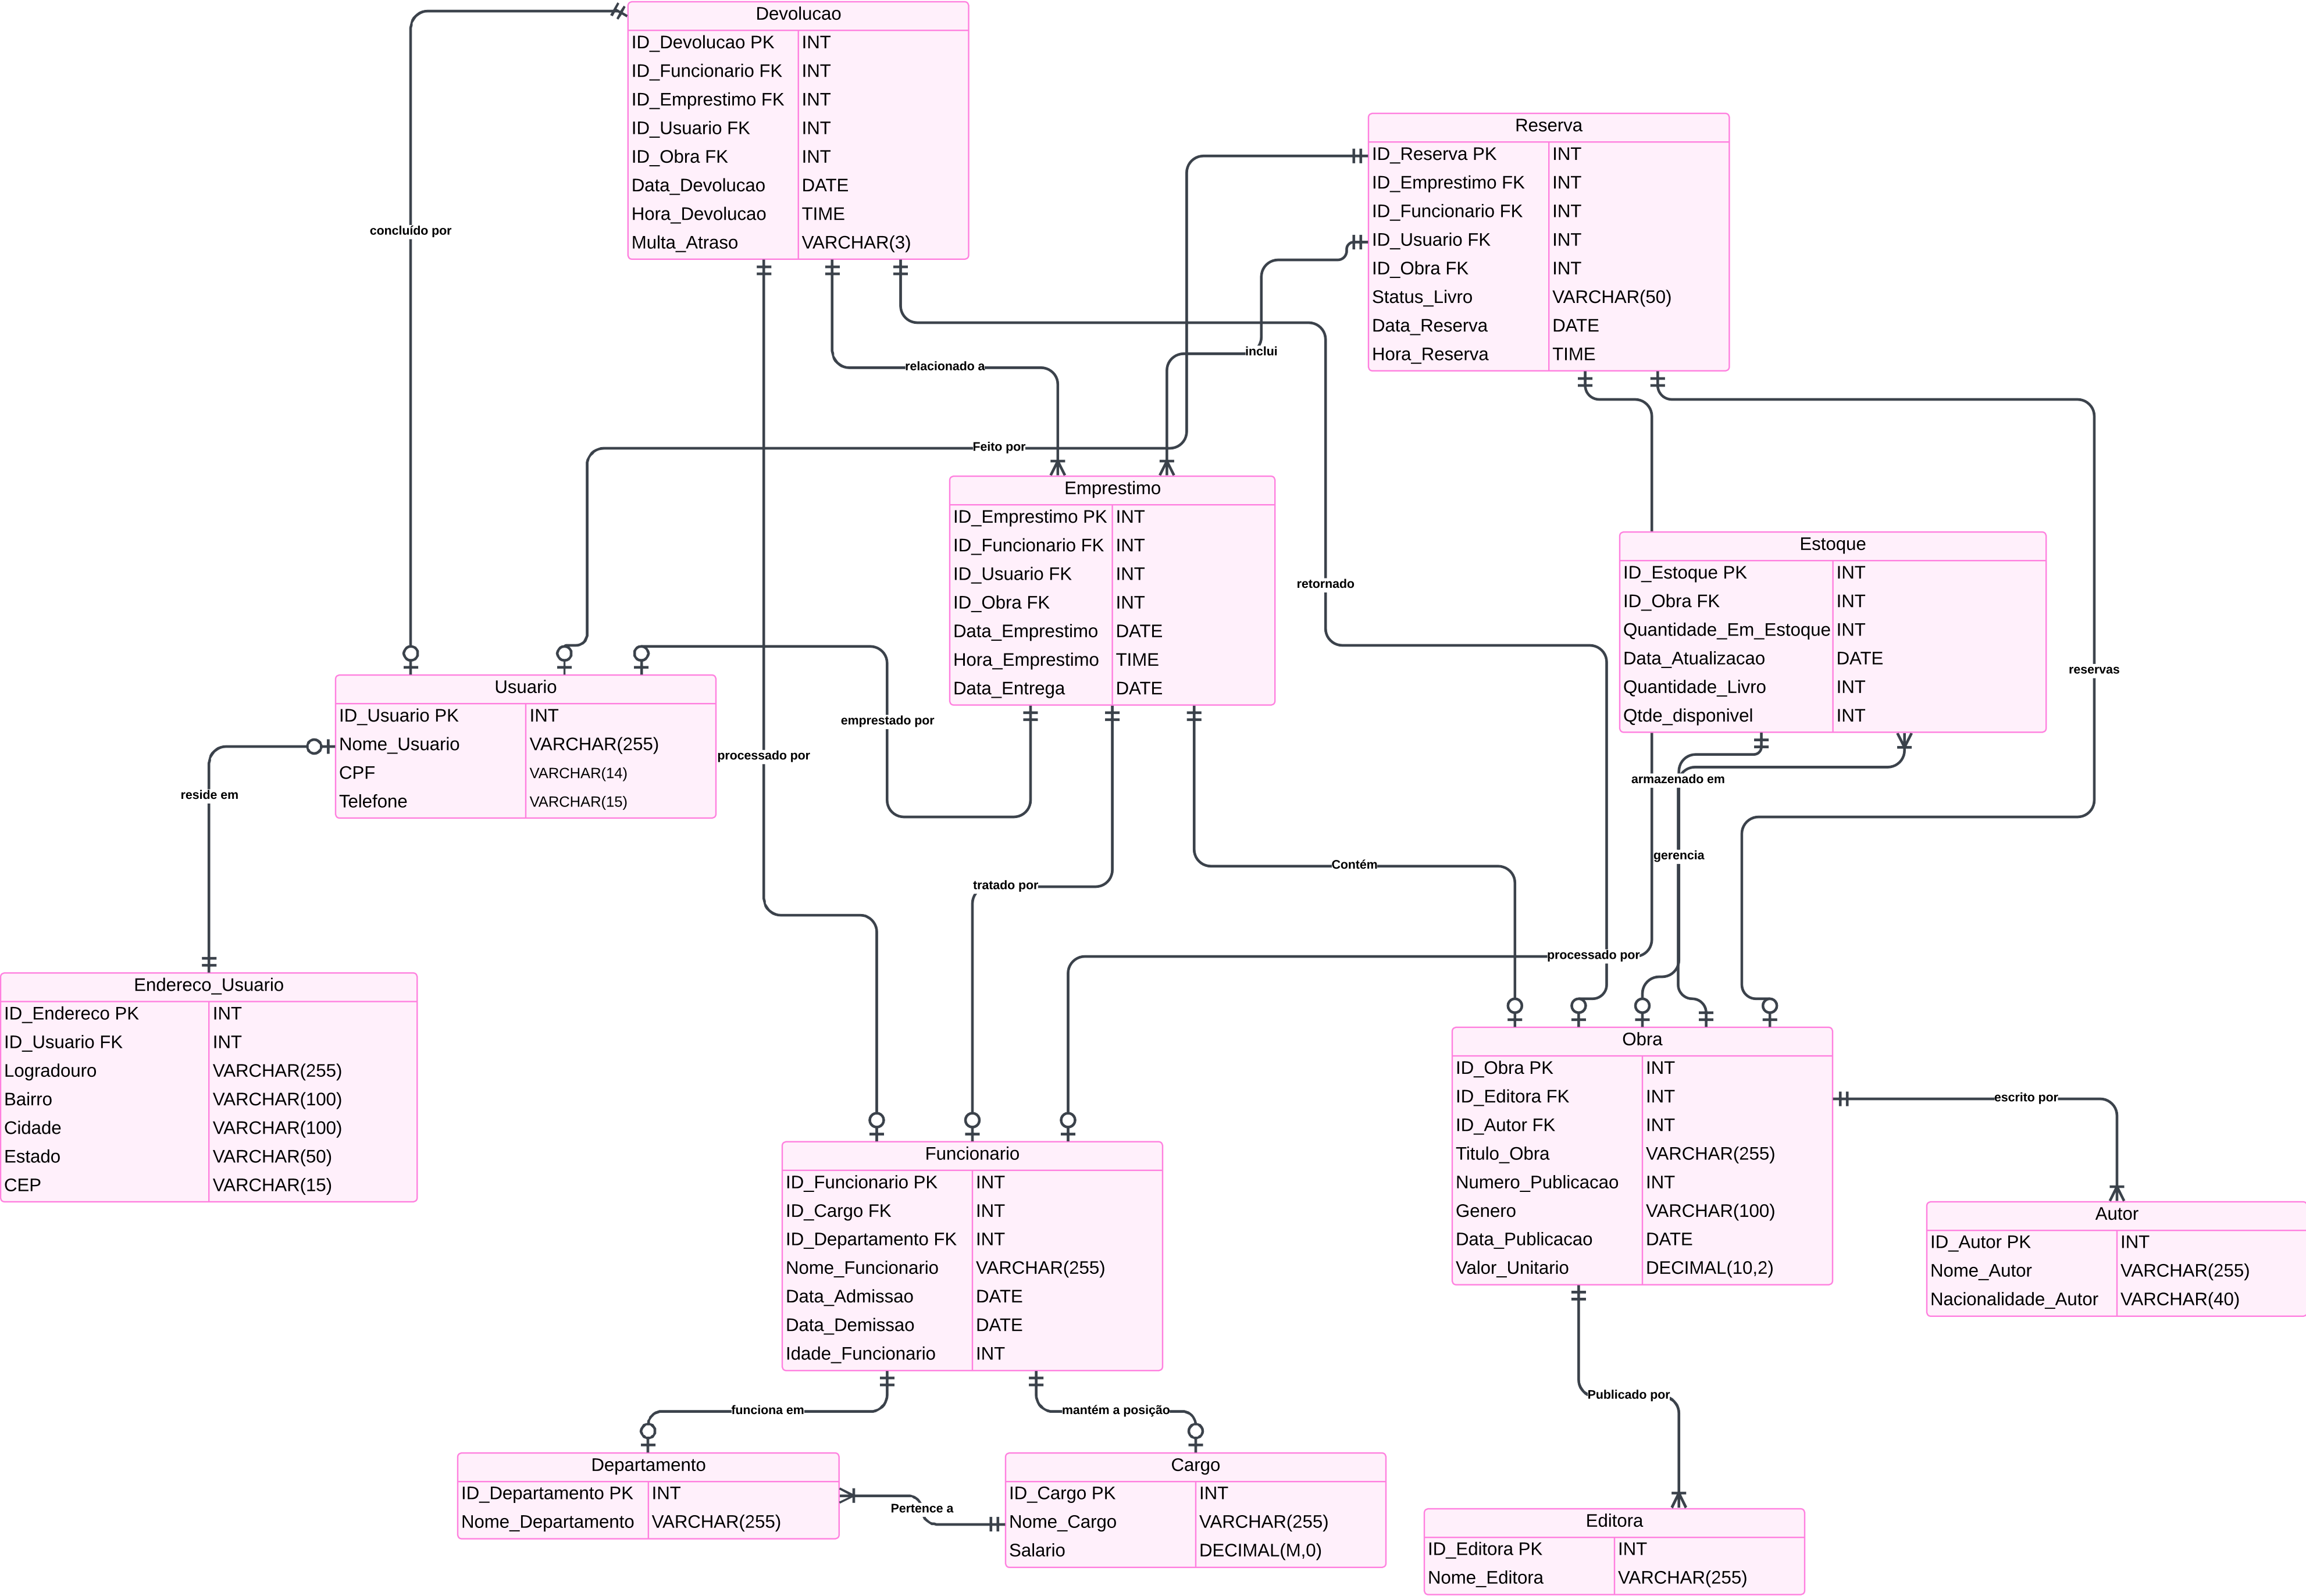 Devolucao
ID_Devolucao PK INT
ID_Funcionario FK INT
ID_Emprestimo FK INT
ID_Usuario FK INT
ID_Obra FK INT
Data_Devolucao DATE
Hora_Devolucao TIME
Multa_Atraso VARCHAR(3)
Reserva
ID_Reserva PK INT
ID_Emprestimo FK INT
ID_Funcionario FK INT
ID_Usuario FK INT
ID_Obra FK INT
Status_Livro VARCHAR(50)
Data_Reserva DATE
Hora_Reserva TIME
concluído por
inclui
relacionado a
Feito por
Emprestimo
ID_Emprestimo PK INT
ID_Funcionario FK INT
ID_Usuario FK INT
ID_Obra FK INT
Data_Emprestimo DATE
Hora_Emprestimo TIME
Data_Entrega DATE
retornado
Estoque
ID_Estoque PK INT
ID_Obra FK INT
Quantidade_Em_Estoque INT
Data_Atualizacao DATE
Quantidade_Livro INT
Qtde_disponivel INT
reservas
Usuario
ID_Usuario PK INT
Nome_Usuario VARCHAR(255)
CPF VARCHAR(14)
Telefone VARCHAR(15)
emprestado por
processado por
armazenado em
reside em
gerencia
Contém
tratado por
processado por
Endereco_Usuario
ID_Endereco PK INT
ID_Usuario FK INT
Logradouro VARCHAR(255)
Bairro VARCHAR(100)
Cidade VARCHAR(100)
Estado VARCHAR(50)
CEP VARCHAR(15)
Obra
ID_Obra PK INT
ID_Editora FK INT
ID_Autor FK INT
Titulo_Obra VARCHAR(255)
Numero_Publicacao INT
Genero VARCHAR(100)
Data_Publicacao DATE
Valor_Unitario DECIMAL(10,2)
escrito por
Funcionario
ID_Funcionario PK INT
ID_Cargo FK INT
ID_Departamento FK INT
Nome_Funcionario VARCHAR(255)
Data_Admissao DATE
Data_Demissao DATE
Idade_Funcionario INT
Autor
ID_Autor PK INT
Nome_Autor VARCHAR(255)
Nacionalidade_Autor VARCHAR(40)
Publicado por
funciona em
mantém a posição
Departamento
ID_Departamento PK INT
Nome_Departamento VARCHAR(255)
Pertence a
Cargo
ID_Cargo PK INT
Nome_Cargo VARCHAR(255)
Salario DECIMAL(M,0)
Editora
ID_Editora PK INT
Nome_Editora VARCHAR(255)